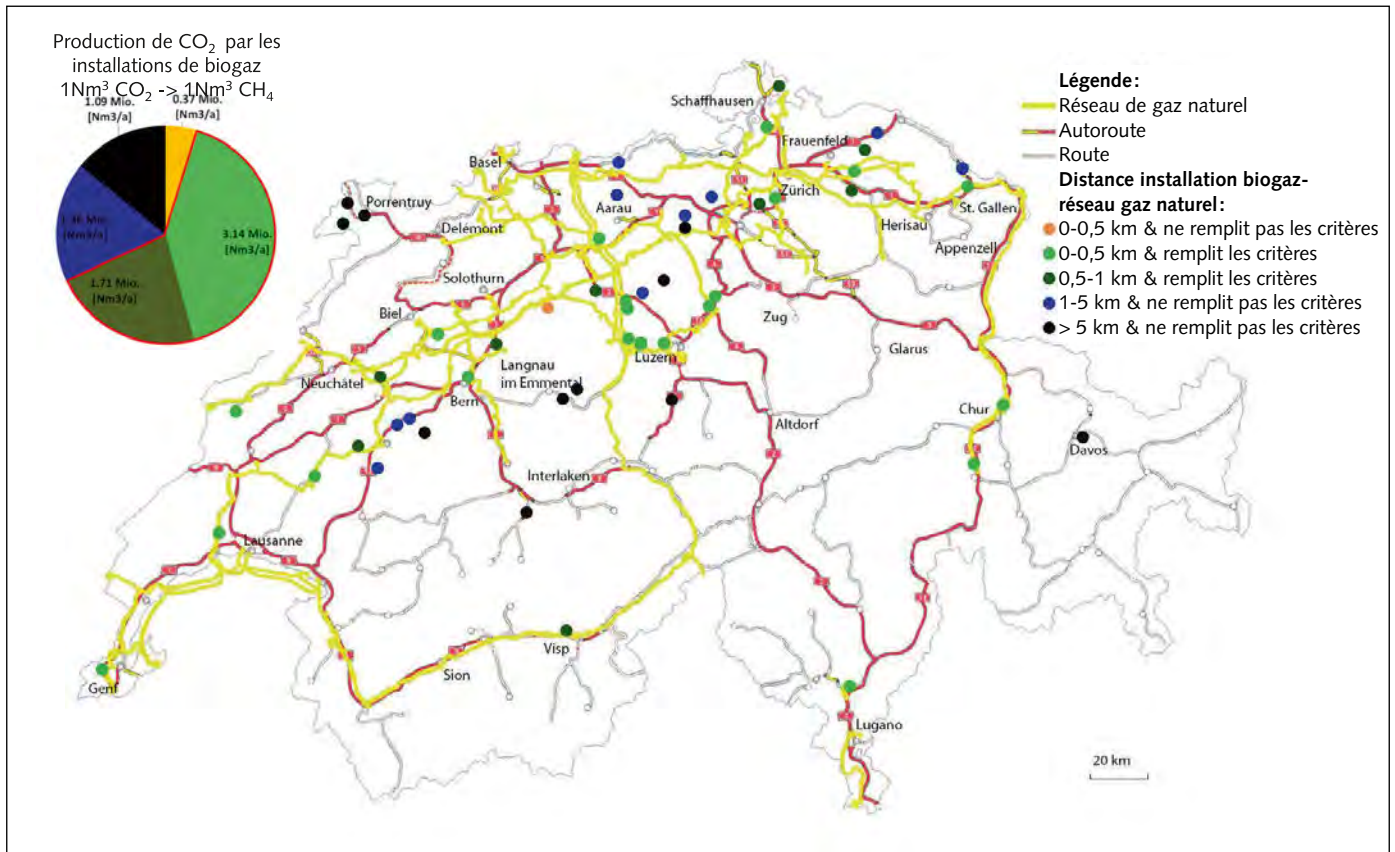 Production de CO2 par les
installations de biogaz
1Nm3 CO2 -> 1Nm3 CH4
1.09 Mio.
[Nm3/a]
0.37 Mio.
[Nm3/a]
Mio.
[Nm3/a]
3.14 Mio.
[Nm3/a]
1.71 Mio.
[Nm3/a]
Légende:
Réseau de gaz naturel
Autoroute
Route
Distance installation biogaz-
réseau gaz naturel:
0-0,5 km & ne remplit pas les critères
0-0,5 km & remplit les critères
0,5-1 km & remplit les critères
1-5 km & ne remplit pas les critères
> 5 km & ne remplit pas les critères
Schaffhausen
Frauenfeld
Basel
Zürich
Porrentruy
Aarau
St. Gallen
Delémont
Herisau
Appenzell
Solothurn
Biel
Zug
Luzern
Glarus
Langnau
im Emmental
Neuchâtel
Bern
Altdorf
Chur
Davos
Interlaken
Lausanne
Visp
Sion
Genf
Lugano
20 km